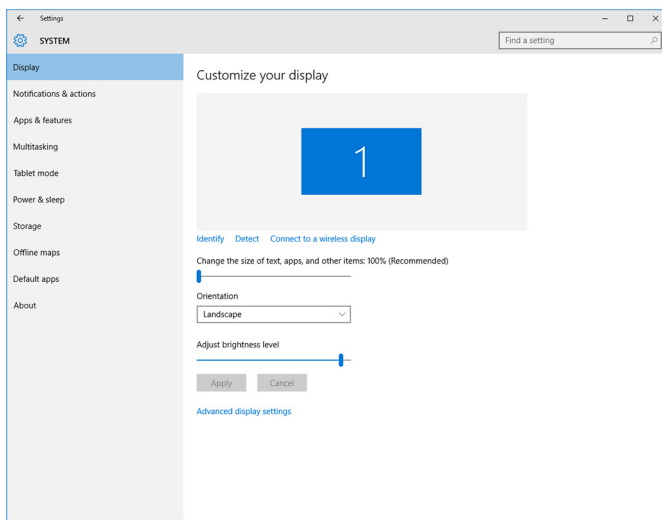 Settings
SYSTEM
Find a setting
Display
Notifications & actions
Apps & features
Multitasking
Tablet mode
Power & sleep
Storage
Offline maps
Default apps
About
Customize your display
1
Identify Detect Connect to a wireless display
Change the size of text, apps, and other items: 100% (Recommended)
Orientation
Landscape
Adjust brightness level
Apply Cancel
Advanced display settings